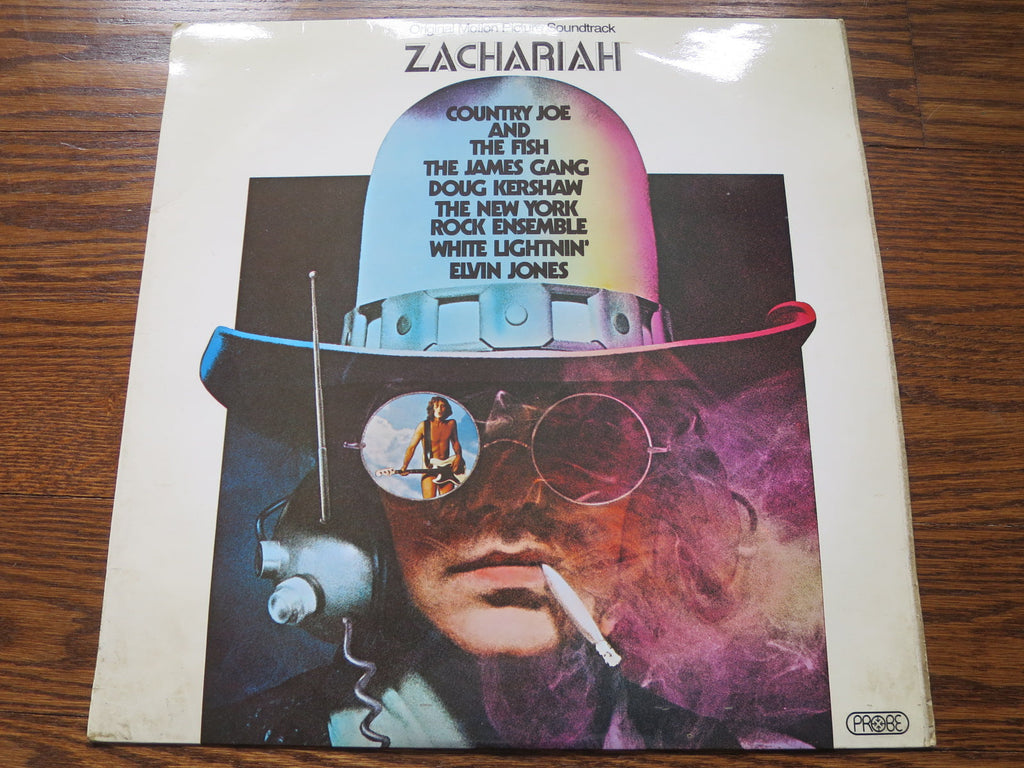 Original Motion Picture Soundtrack
ZACHARIAH
COUNTRY JOE
AND
THE FISH
THE JAMES GANG
DOUG KERSHAW
THE NEW YORK
ROCK ENSEMBLE
WHITE LIGHTNIN'
ELVIN JONES
PROBE